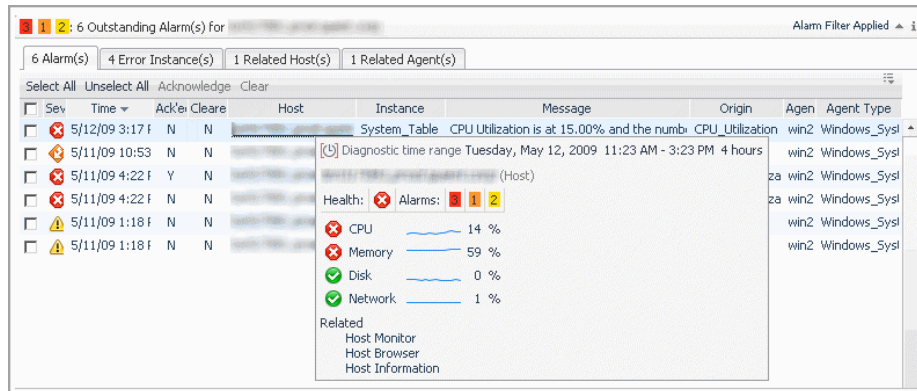 3 1 2 : 6 Outstanding Alarm(s) for
Alarm Filter Applied
6 Alarm(s) 4 Error Instance(s) 1 Related Host(s) 1 Related Agent(s)
Select All Unselect All Acknowledge Clear
Sev Time Ack'e Cleare Host Instance Message Origin Agen Agent Type
5/12/09 3:17 N N System_Table CPU Utilization is at 15.00% and the numb CPU_Utilization win2 Windows_Sys
5/11/09 10:53 N N win2 Windows_Sys
5/11/09 4:22 Y N za win2 Windows_Sys
5/11/09 4:22 N N za win2 Windows_Sys
5/11/09 1:18 N N win2 Windows_Sys
5/11/09 1:18 N N win2 Windows_Sys
Diagnostic time range Tuesday, May 12, 2009 11:23 AM - 3:23 PM 4 hours
(Host)
Health: Alarms: 3 1 2
CPU 14 %
Memory 59 %
Disk 0 %
Network 1 %
Related
Host Monitor
Host Browser
Host Information